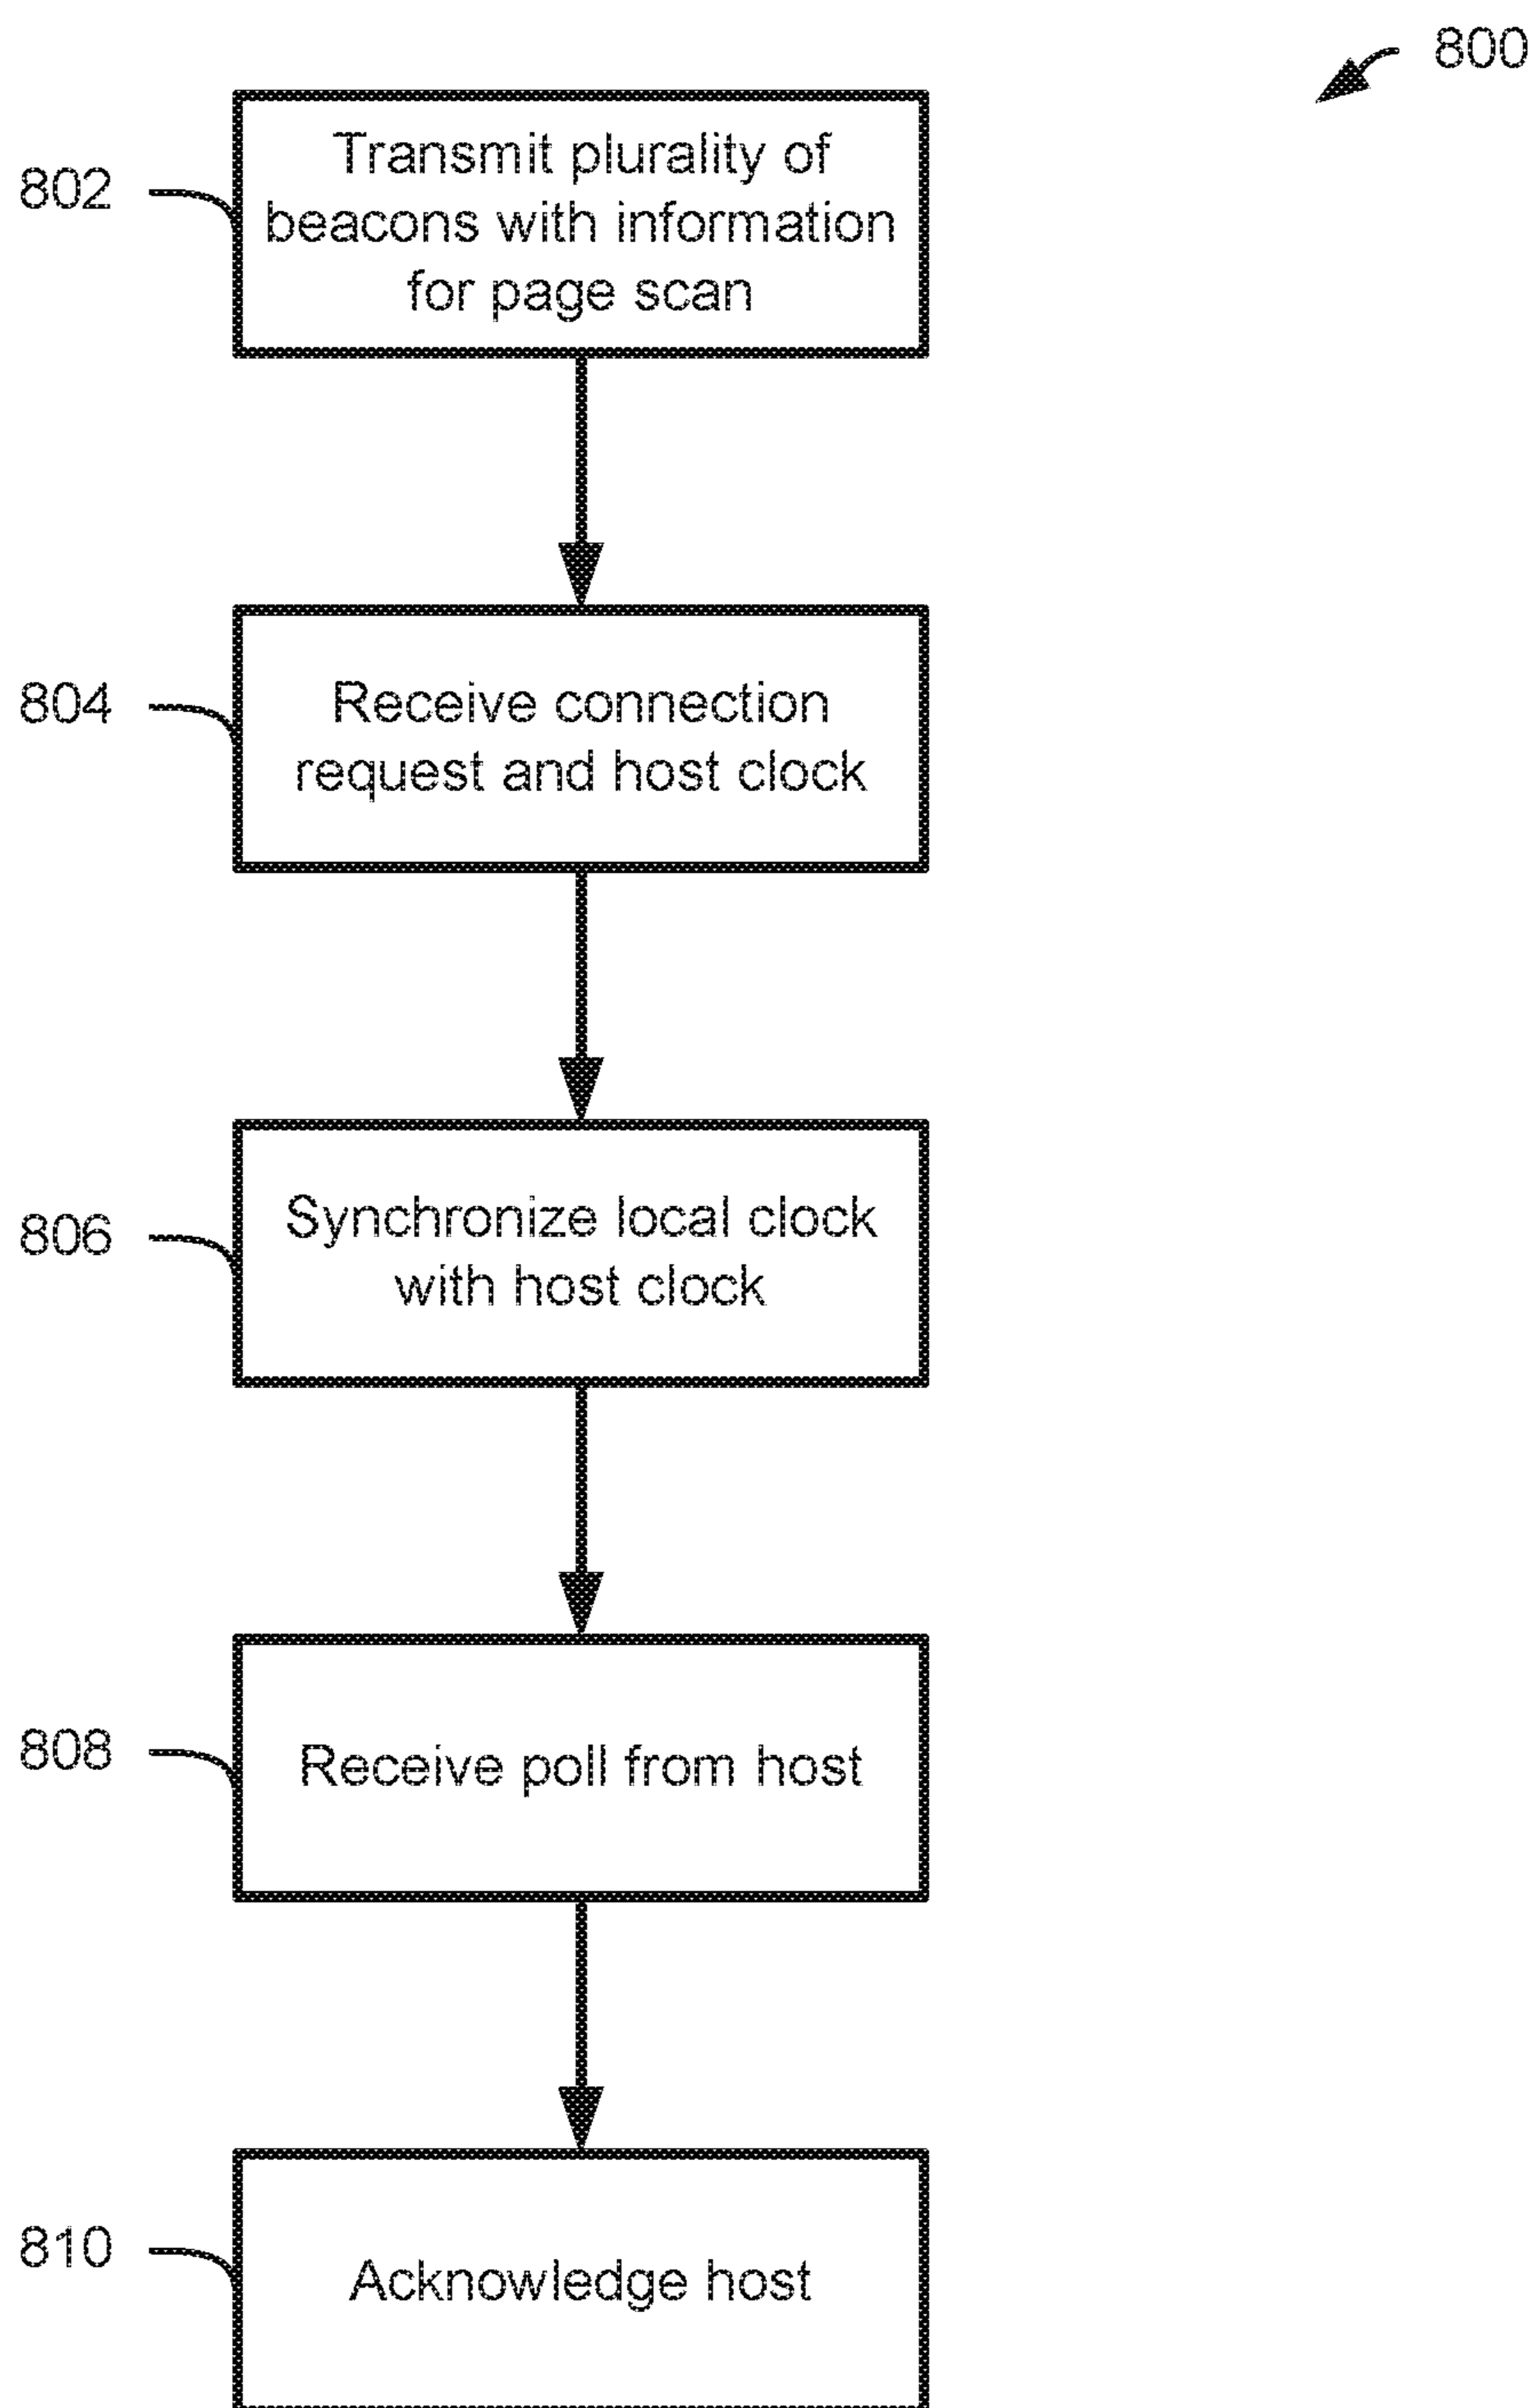 800
802
Transmit plurality of
beacons with information
for page scan
804
Receive connection
request and host clock
806
Synchronize local clock
with host clock
808
Receive poll from host
810
Acknowledge host